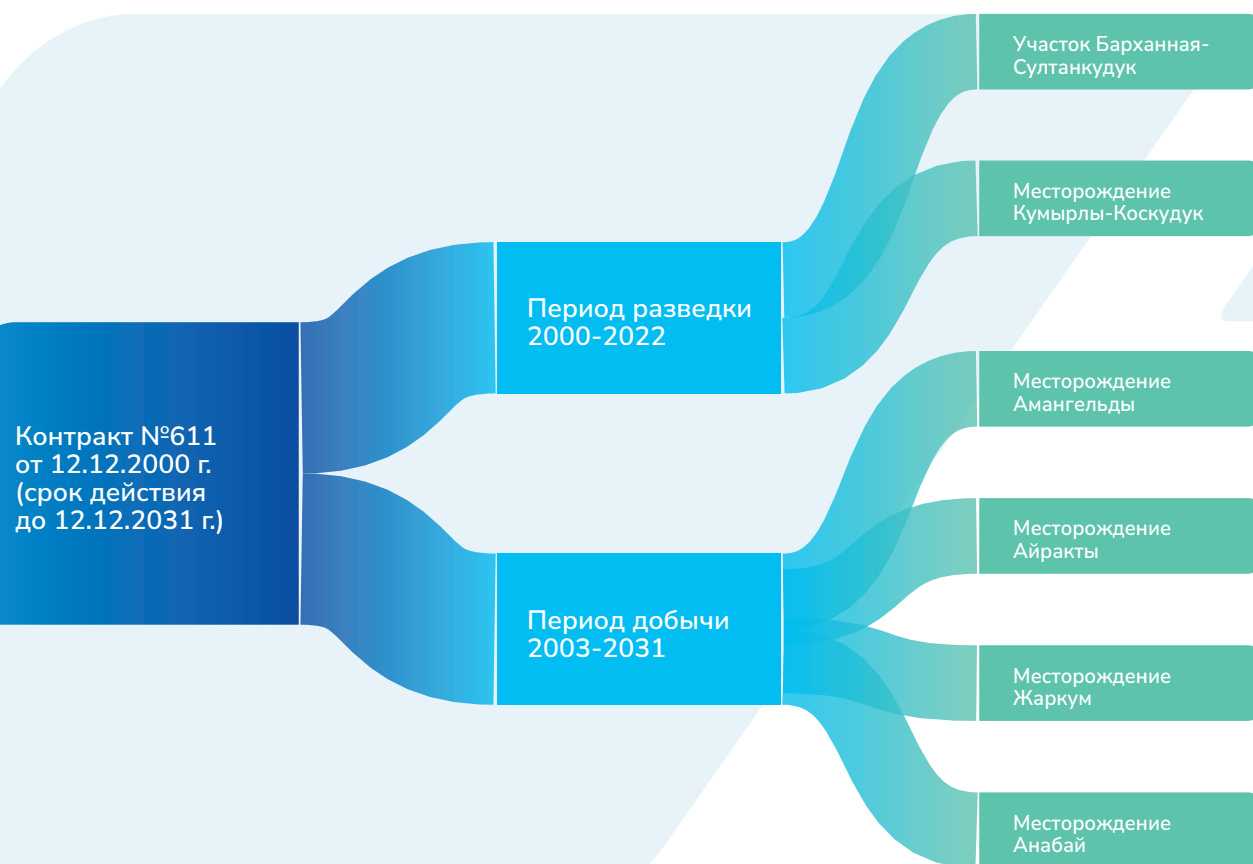 Контракт №611
от 12.12.2000 г.
(срок действия
до 12.12.2031 г.)
Период разведки
2000-2022
Период добычи
2003-2031
Участок Барханная-
Султанкудук
Месторождение
Кумырлы-Коскудук
Месторождение
Амангельды
Месторождение
Айракты
Месторождение
Жаркум
Месторождение
Анабай